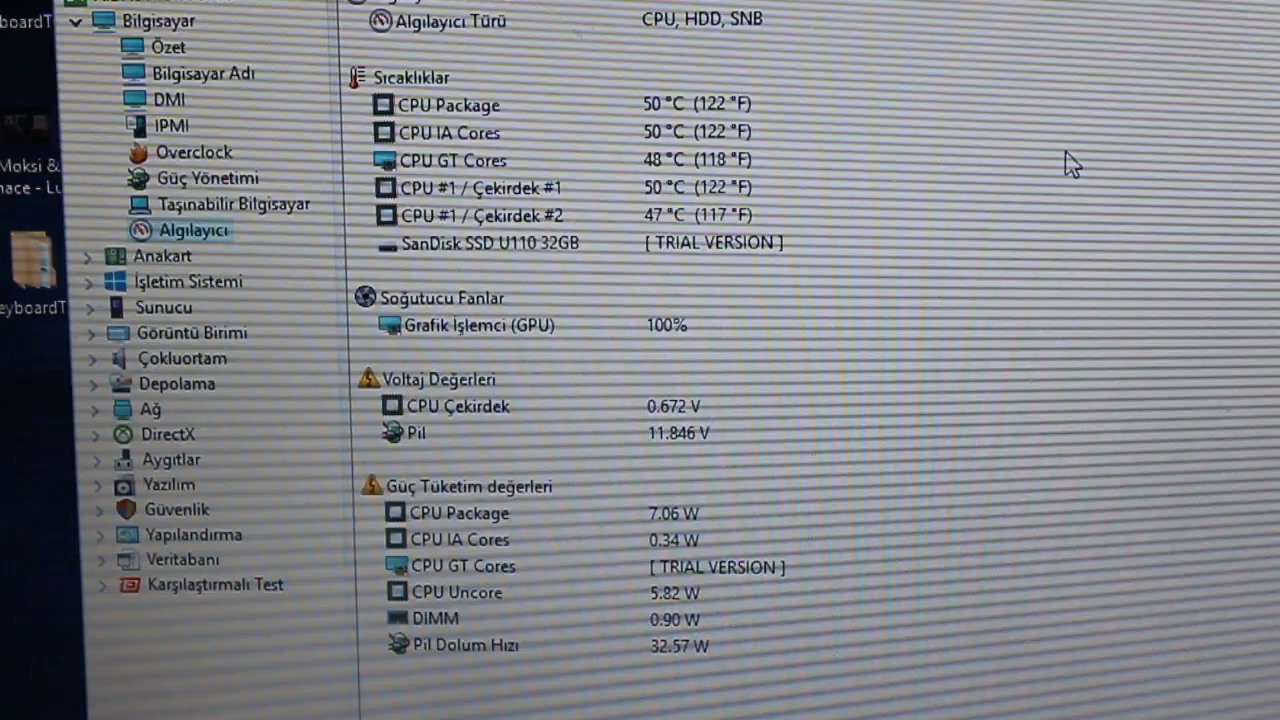 Bilgisayar
Özet
Bilgisayar Adı
DMI
IPMI
Overclock
Güç Yönetimi
Taşınabilir Bilgisayar
Algılayıcı
Anakart
İşletim Sistemi
Sunucu
Görüntü Birimi
Çokluortam
Depolama
Ağ
DirectX
Aygıtlar
Yazılım
Güvenlik
Yapılandırma
Veritabanı
Karşılaştırmalı Test
Algılayıcı Türü CPU, HDD, SNB
Sıcaklıklar
CPU Package 50 °C (122 °F)
CPU IA Cores 50 °C (122 °F)
CPU GT Cores 48 °C (118 °F)
CPU #1 / Çekirdek #1 50 °C (122 °F)
CPU #1 / Çekirdek #2 47 °C (117 °F)
SanDisk SSD U110 32GB [ TRIAL VERSION ]
Soğutucu Fanlar
Grafik İşlemci (GPU) 100%
Voltaj Değerleri
CPU Çekirdek 0.672 V
Pil 11.846 V
Güç Tüketim değerleri
CPU Package 7.06 W
CPU IA Cores 0.34 W
CPU GT Cores [ TRIAL VERSION ]
CPU Uncore 5.82 W
DIMM 0.90 W
Pil Dolum Hızı 32.57 W
boardT
Moksi &
nace - Lu
eyboardT